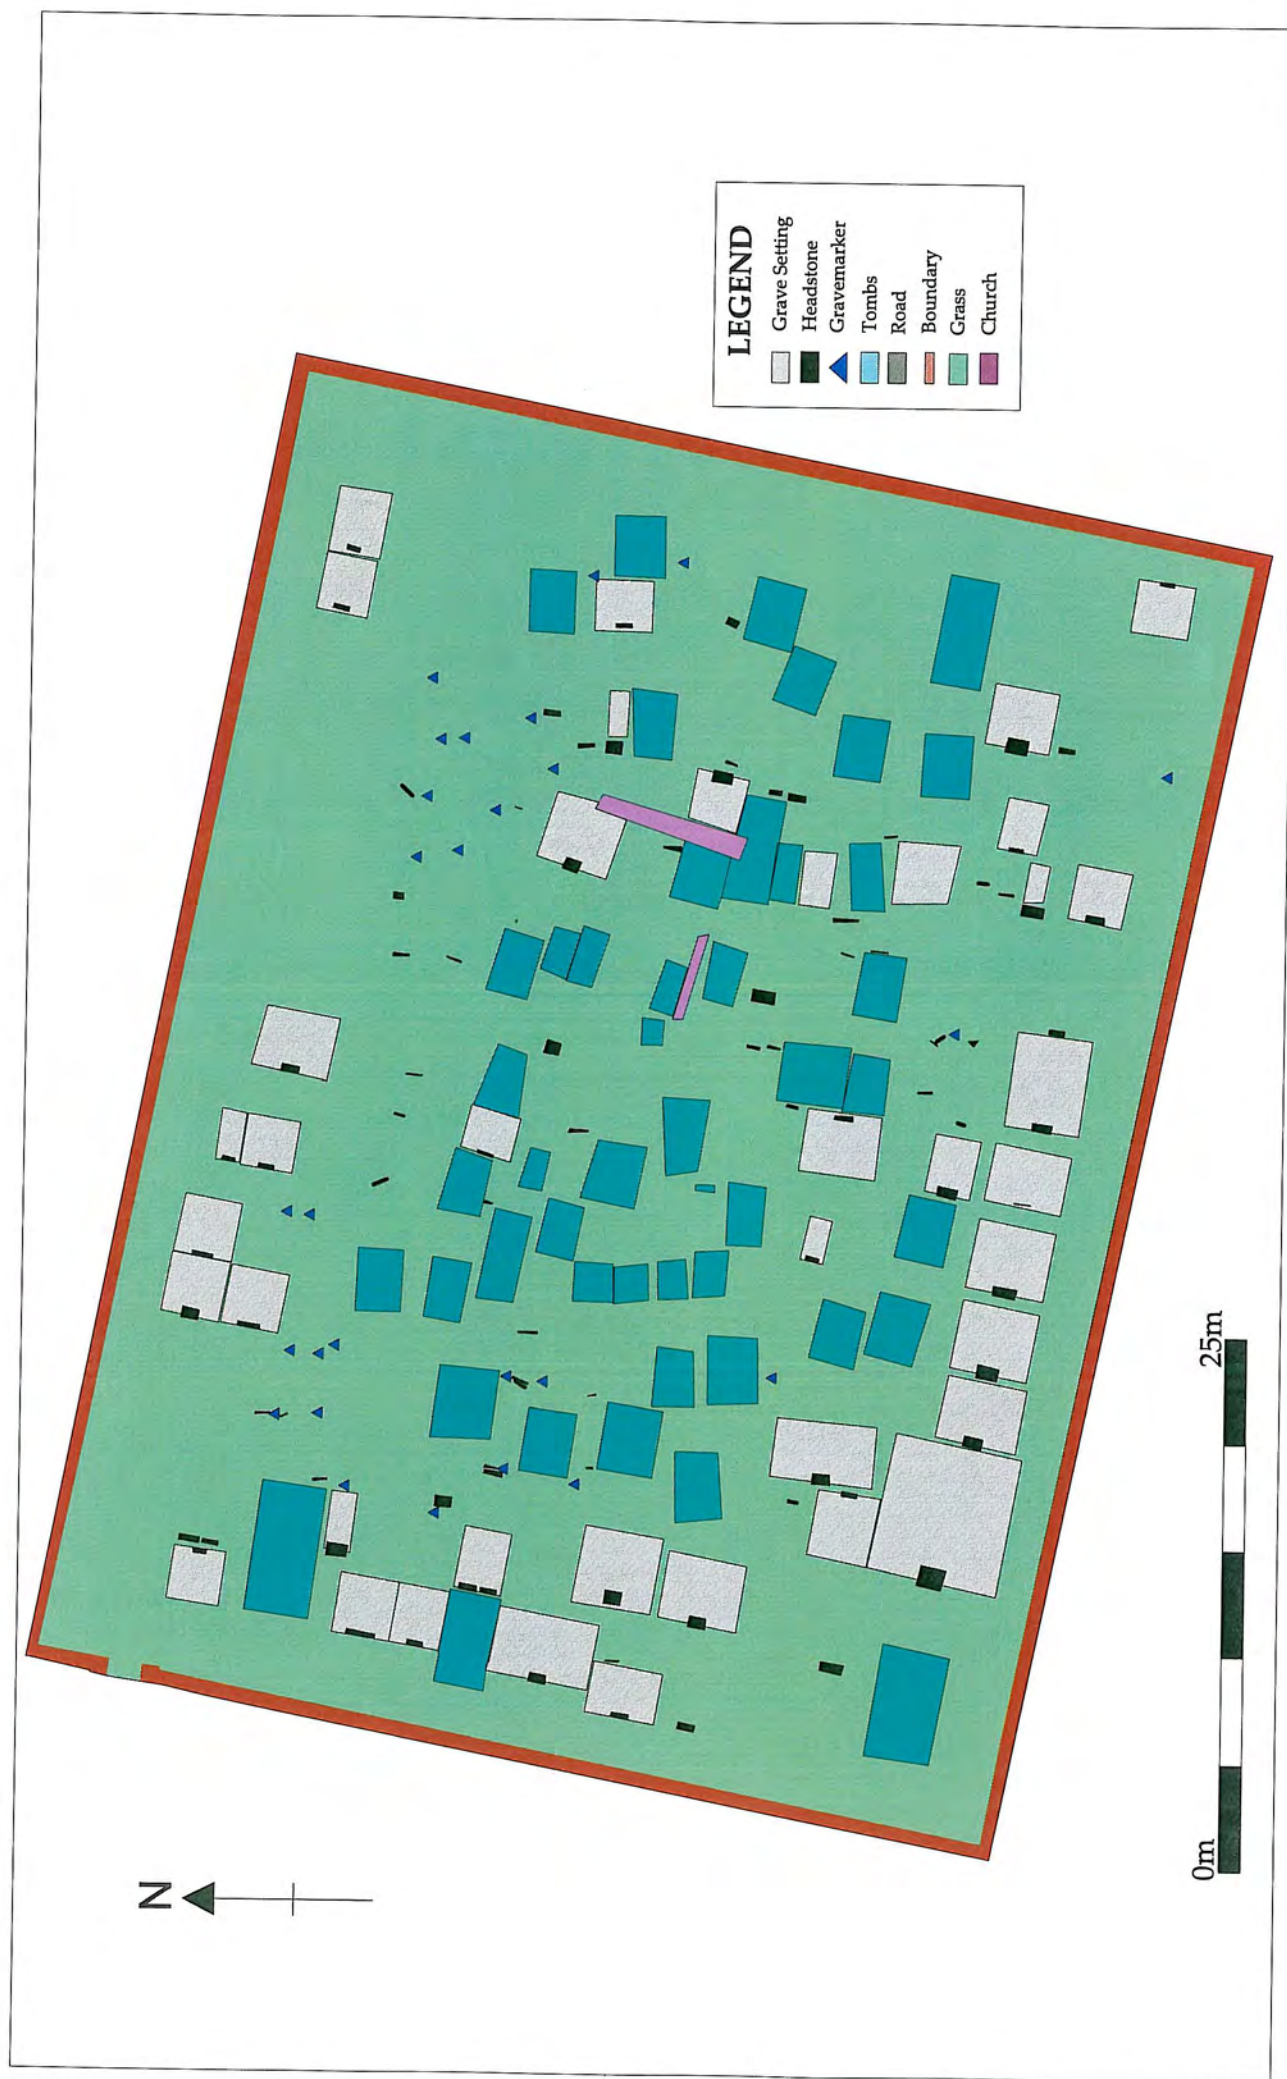 LEGEND
Grave Setting
Headstone
Gravemarker
Tombs
Road
Boundary
Grass
Church
N
0m
25m